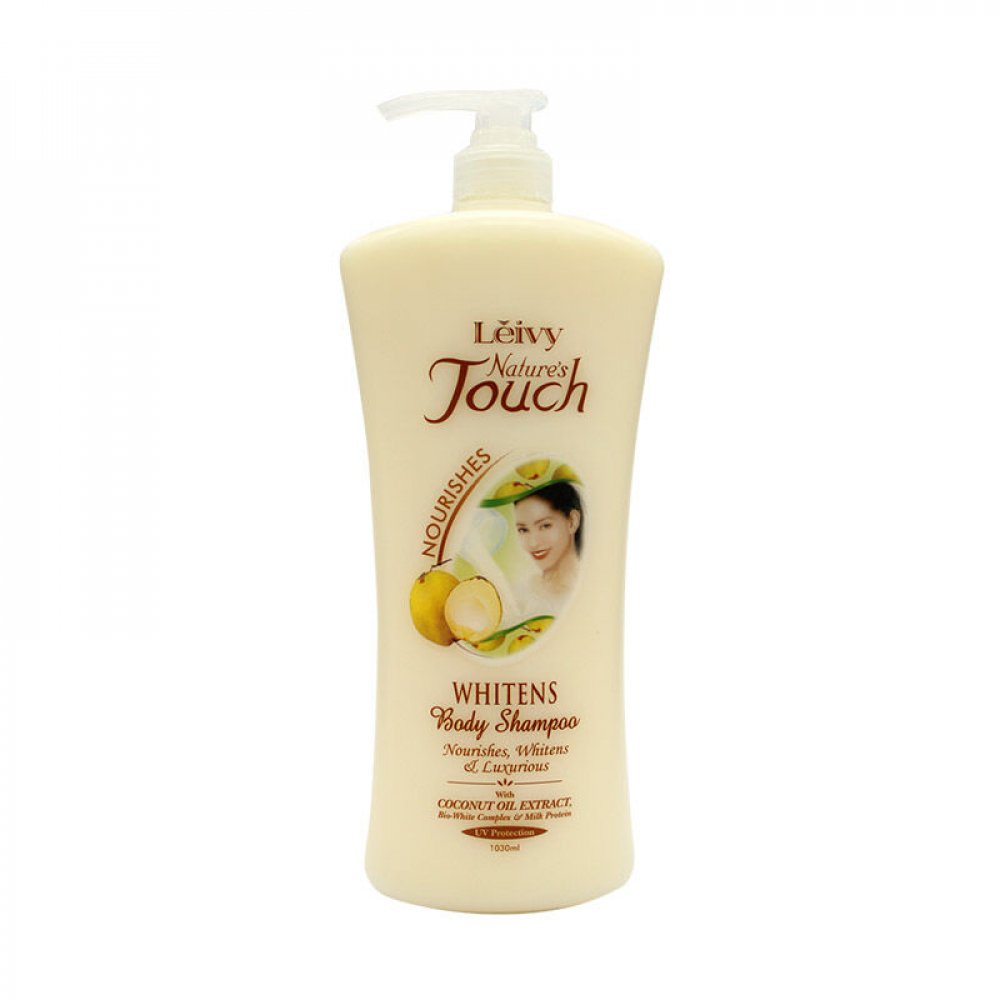 Lěivy
Nature's
Touch
NOURISHES
WHITENS
Body Shampoo
Nourishes, Whitens
& Luxurious
With
COCONUT OIL EXTRACT,
Bio-White Complex & Milk Protein
UV Protection
1030ml